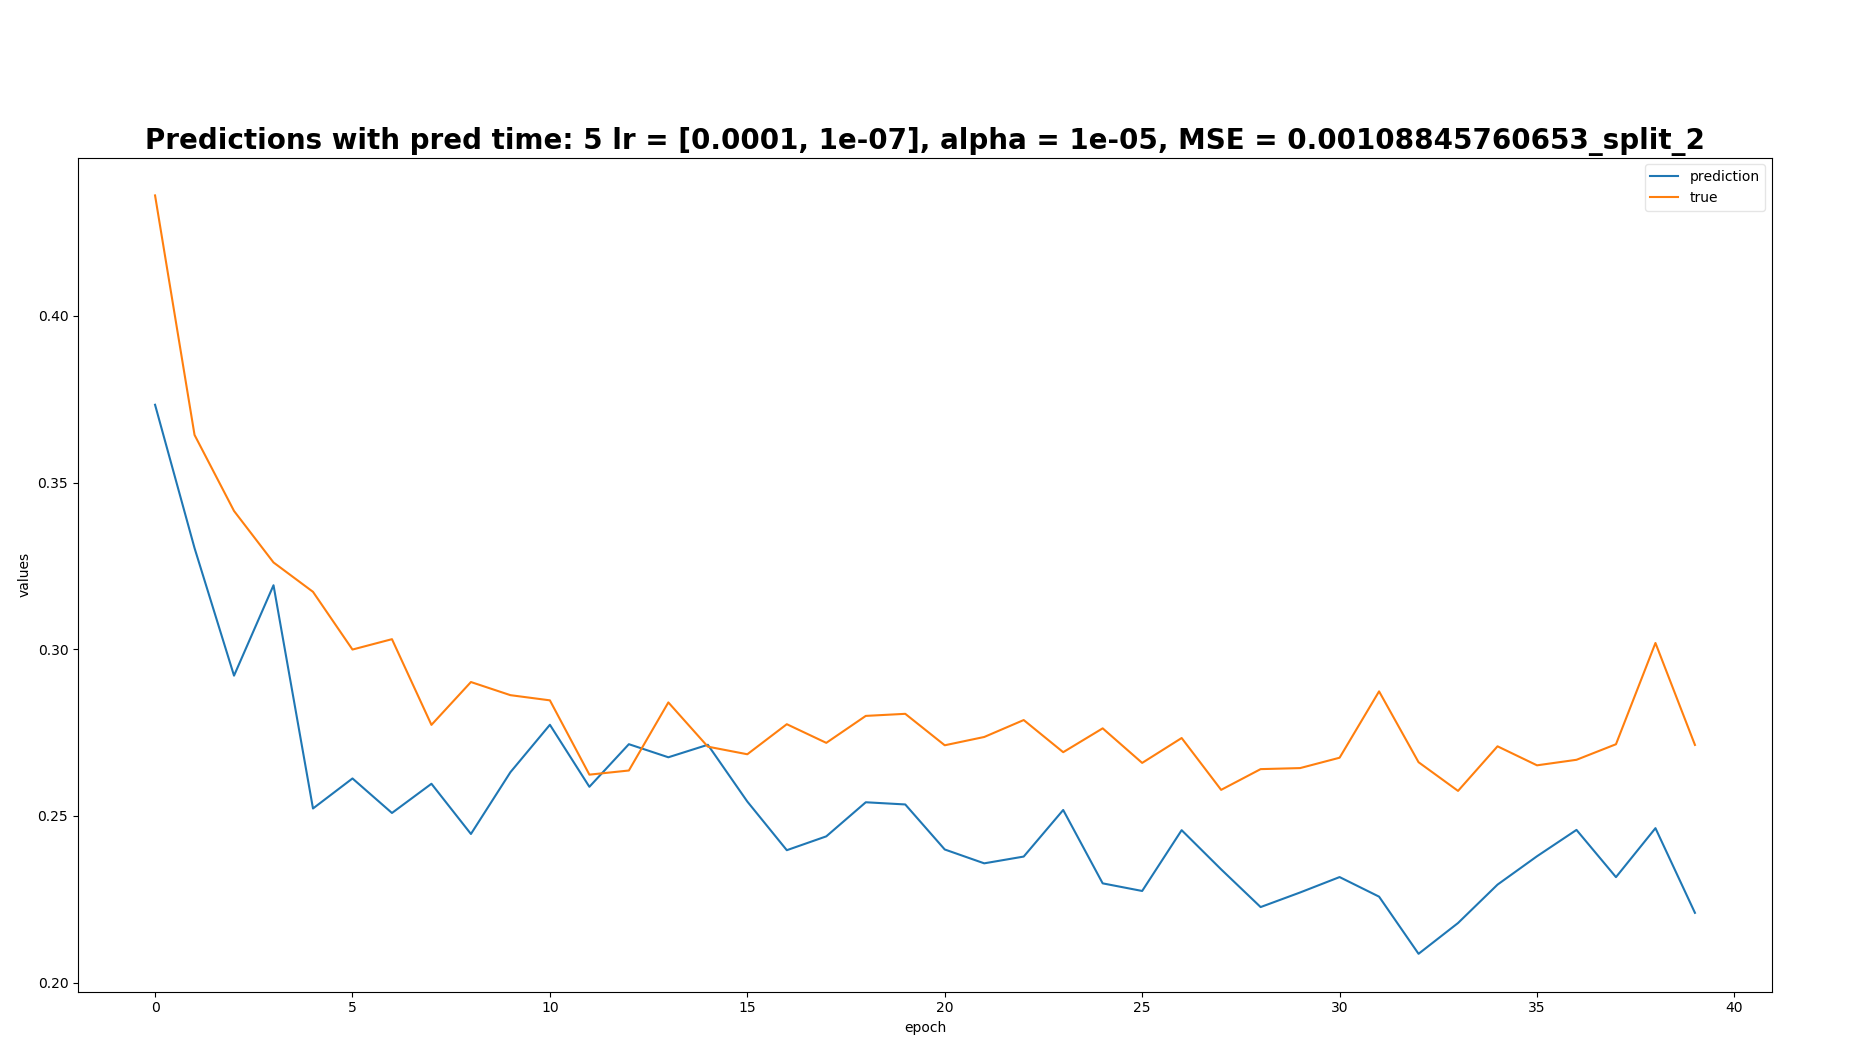 Predictions with pred time: 5 lr = [0.0001, 1e-07], alpha = 1e-05, MSE = 0.00108845760653_split_2
prediction
true
0.40
0.35
0.30
0.25
0.20
values
0 5 10 15 20 25 30 35 40
epoch